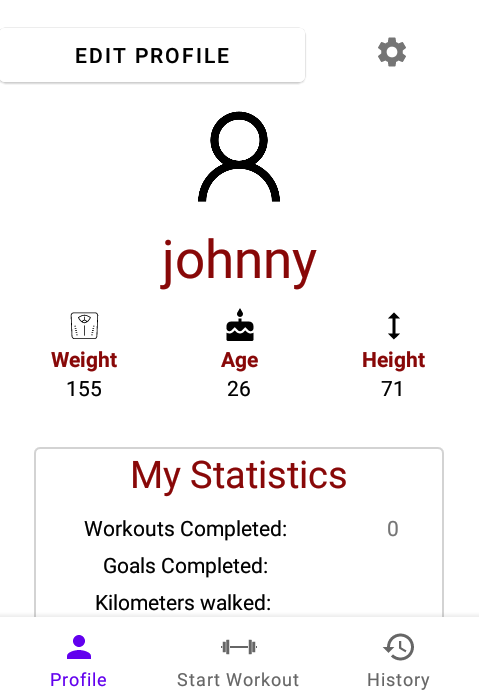 EDIT PROFILE
johnny
Weight Age Height
155 26 71
My Statistics
Workouts Completed: 0
Goals Completed:
Kilometers walked:
Profile Start Workout History